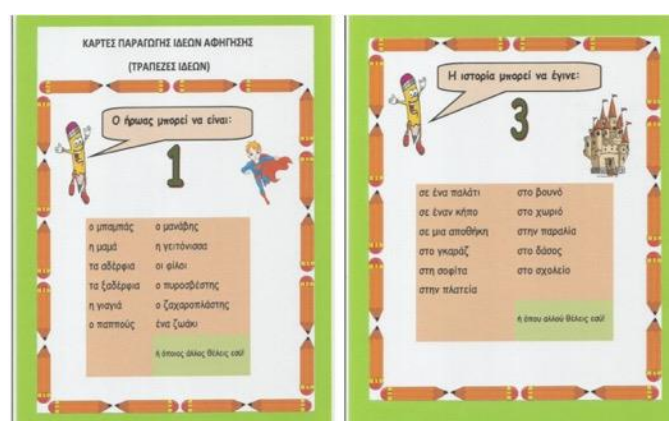 ΚΑΡΤΕΣ ΠΑΡΑΓΩΓΗΣ ΙΔΕΩΝ ΑΦΗΓΗΣΗΣ
(ΤΡΑΠΕΖΕΣ ΙΔΕΩΝ)
Ο ήρωας μπορεί να είναι:
1
ο μπαμπάς ο μανάβης
η μαμά η γειτόνισσα
τα αδέρφια οι φίλοι
τα ξαδέρφια ο πυροσβέστης
η γιαγιά ο ζαχαροπλάστης
ο παππούς ένα ζωάκι
ή όποιος άλλος θέλεις εσύ!
Η ιστορία μπορεί να έγινε:
3
σε ένα παλάτι στο βουνό
σε έναν κήπο στο χωριό
σε μια αποθήκη στην παραλία
στο γκαράζ στο δάσος
στη σοφίτα στο σχολείο
στην πλατεία
ή όπου αλλού θέλεις εσύ!